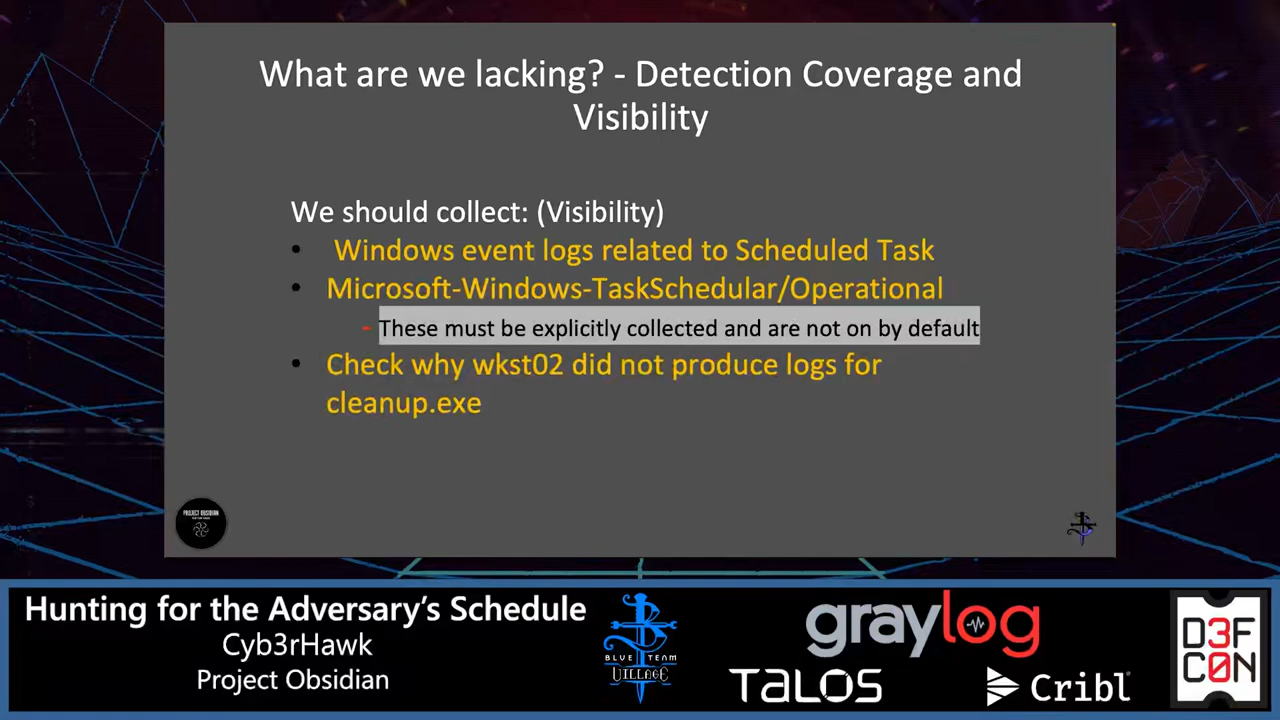 What are we lacking? - Detection Coverage and
Visibility
We should collect: (Visibility)
• Windows event logs related to Scheduled Task
• Microsoft-Windows-TaskSchedular/Operational
- These must be explicitly collected and are not on by default
• Check why wkst02 did not produce logs for
cleanup.exe
PROJECT OBSIDIAN
Hunting for the Adversary's Schedule
Cyb3rHawk
Project Obsidian
BLUE TEAM
VILLAGE
graylog
TALOS
Cribl
D3F
C0N